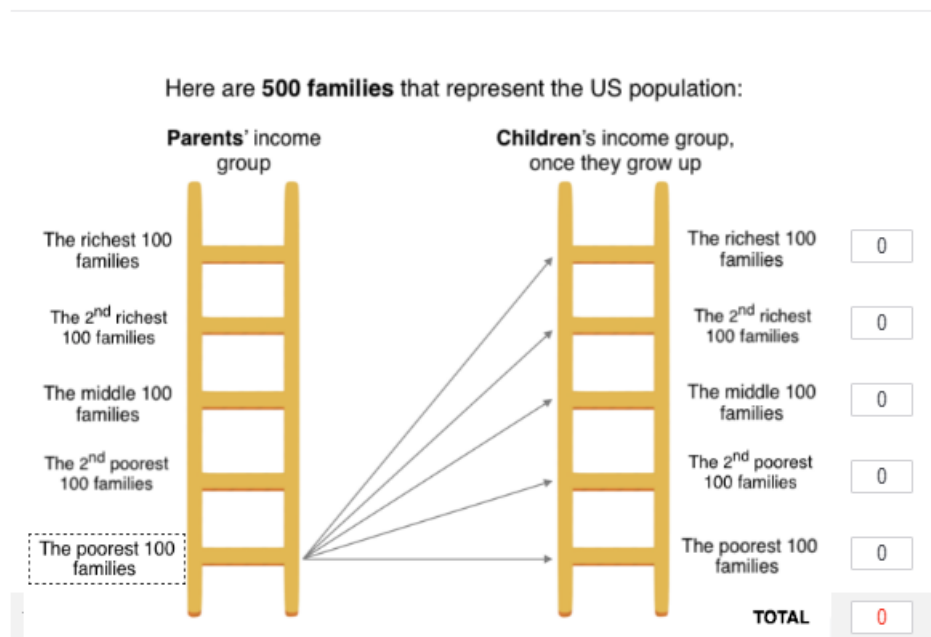 Here are 500 families that represent the US population:
Parents' income
group
Children's income group,
once they grow up
The richest 100
families
The richest 100
families
0
The 2nd richest
100 families
The 2nd richest
100 families
0
The middle 100
families
The middle 100
families
0
The 2nd poorest
100 families
The 2nd poorest
100 families
0
The poorest 100
families
The poorest 100
families
0
TOTAL
0